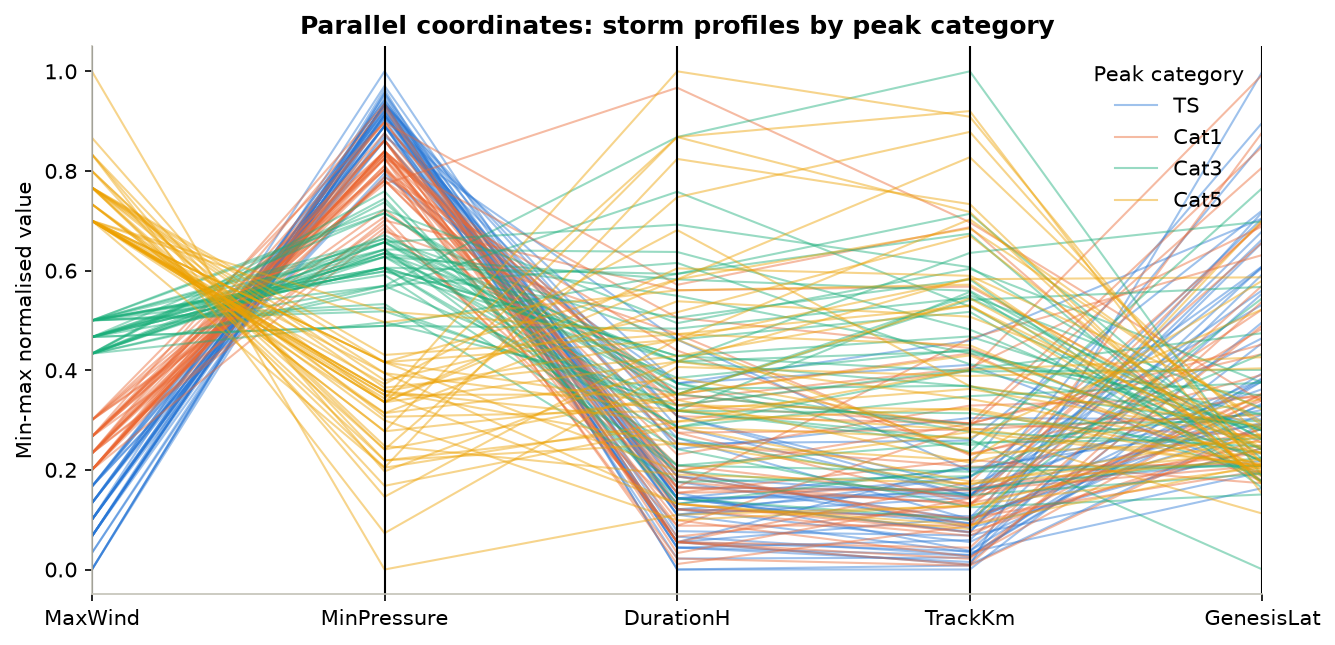 Parallel coordinates: storm profiles by peak category
Min-max normalised value
1.0
0.8
0.6
0.4
0.2
0.0
MaxWind
MinPressure
DurationH
TrackKm
GenesisLat
Peak category
TS
Cat1
Cat3
Cat5